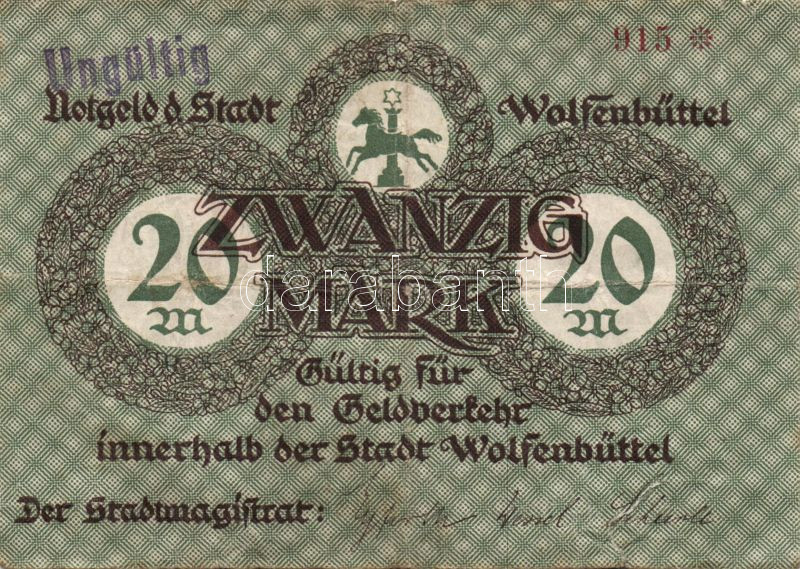 Ungültig
915 *
Notgeld d. Stadt Wolfenbüttel
ZWANZIG
20 M
20 M
MARK
darabanth
Gültig für
den Geldverkehr
innerhalb der Stadt Wolfenbüttel
Der Stadtmagistrat: